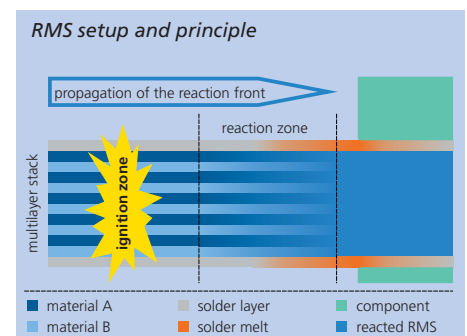 RMS setup and principle
propagation of the reaction front
reaction zone
multilayer stack
ignition zone
material A
solder layer
component
material B
solder melt
reacted RMS